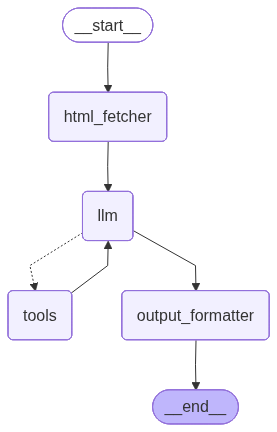 __start__
html_fetcher
llm
tools
output_formatter
__end__